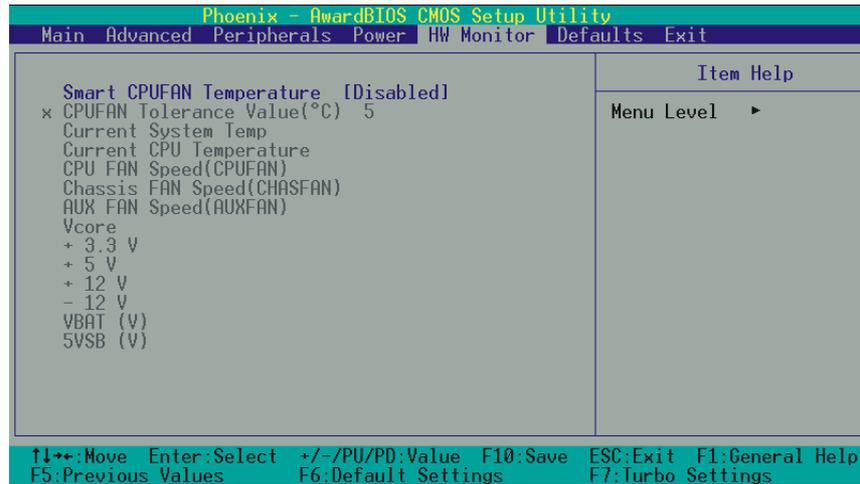 Phoenix - AwardBIOS CMOS Setup Utility
Main Advanced Peripherals Power HW Monitor Defaults Exit
Item Help
Smart CPUFAN Temperature [Disabled]
x CPUFAN Tolerance Value(°C) 5
Menu Level ►
Current System Temp
Current CPU Temperature
CPU FAN Speed(CPUFAN)
Chassis FAN Speed(CHASFAN)
AUX FAN Speed(AUXFAN)
Vcore
+ 3.3 V
+ 5 V
+ 12 V
- 12 V
VBAT (V)
5VSB (V)
↑↓→←:Move Enter:Select +/-/PU/PD:Value F10:Save ESC:Exit F1:General Help
F5:Previous Values F6:Default Settings F7:Turbo Settings